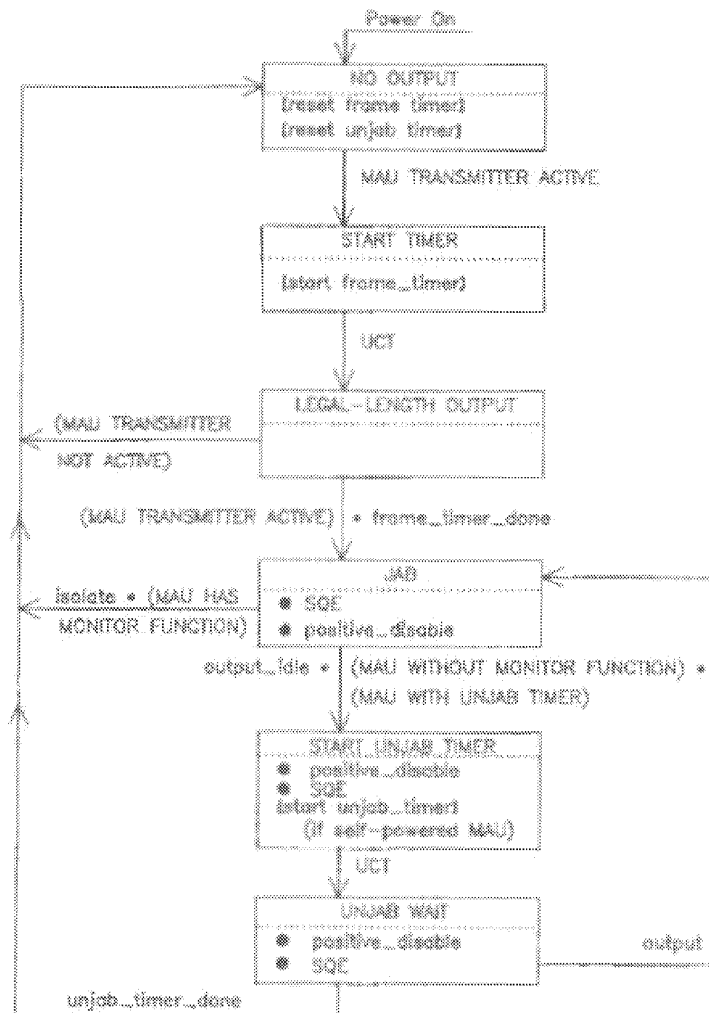 Power On
NO OUTPUT
[reset frame timer]
[reset unjab timer]
MAU TRANSMITTER ACTIVE
START TIMER
[start frame_timer]
UCT
LEGAL-LENGTH OUTPUT
(MAU TRANSMITTER
NOT ACTIVE)
(MAU TRANSMITTER ACTIVE) • frame_timer_done
JAB
• SQE
• positive_disable
isolate • (MAU HAS
MONITOR FUNCTION)
output_idle • (MAU WITHOUT MONITOR FUNCTION) •
(MAU WITH UNJAB TIMER)
START UNJAB TIMER
• positive_disable
• SQE
[start unjab_timer]
(if self-powered MAU)
UCT
UNJAB WAIT
• positive_disable
• SQE
output
unjab_timer_done